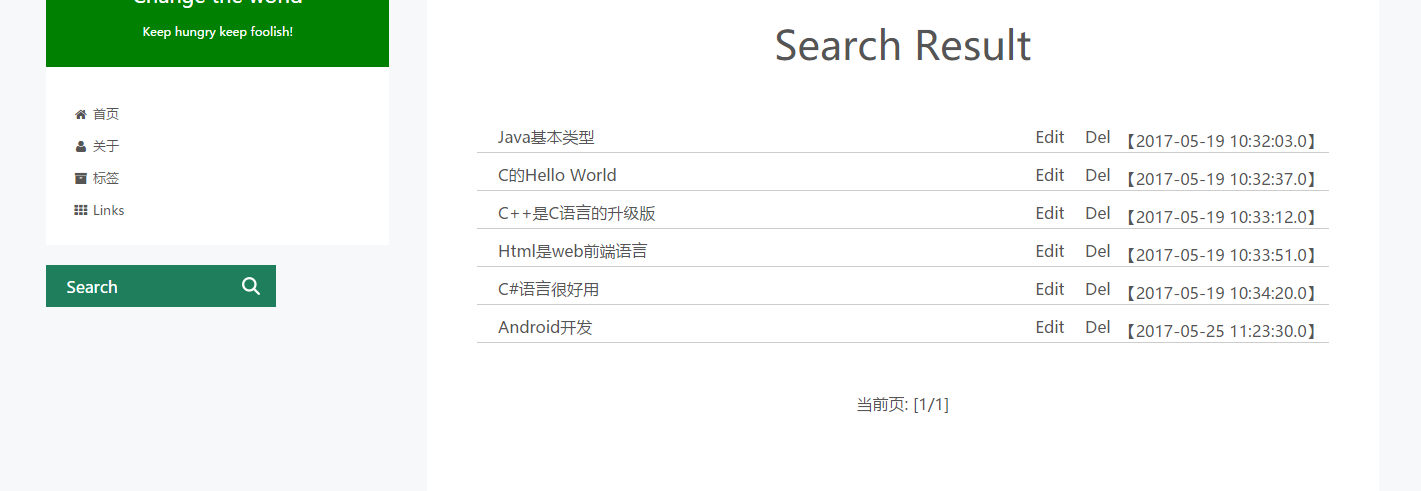 Change the world
Keep hungry keep foolish!
首页
关于
标签
Links
Search
Search Result
Java基本类型 Edit Del 【2017-05-19 10:32:03.0】
C的Hello World Edit Del 【2017-05-19 10:32:37.0】
C++是C语言的升级版 Edit Del 【2017-05-19 10:33:12.0】
Html是web前端语言 Edit Del 【2017-05-19 10:33:51.0】
C#语言很好用 Edit Del 【2017-05-19 10:34:20.0】
Android开发 Edit Del 【2017-05-25 11:23:30.0】
当前页: [1/1]